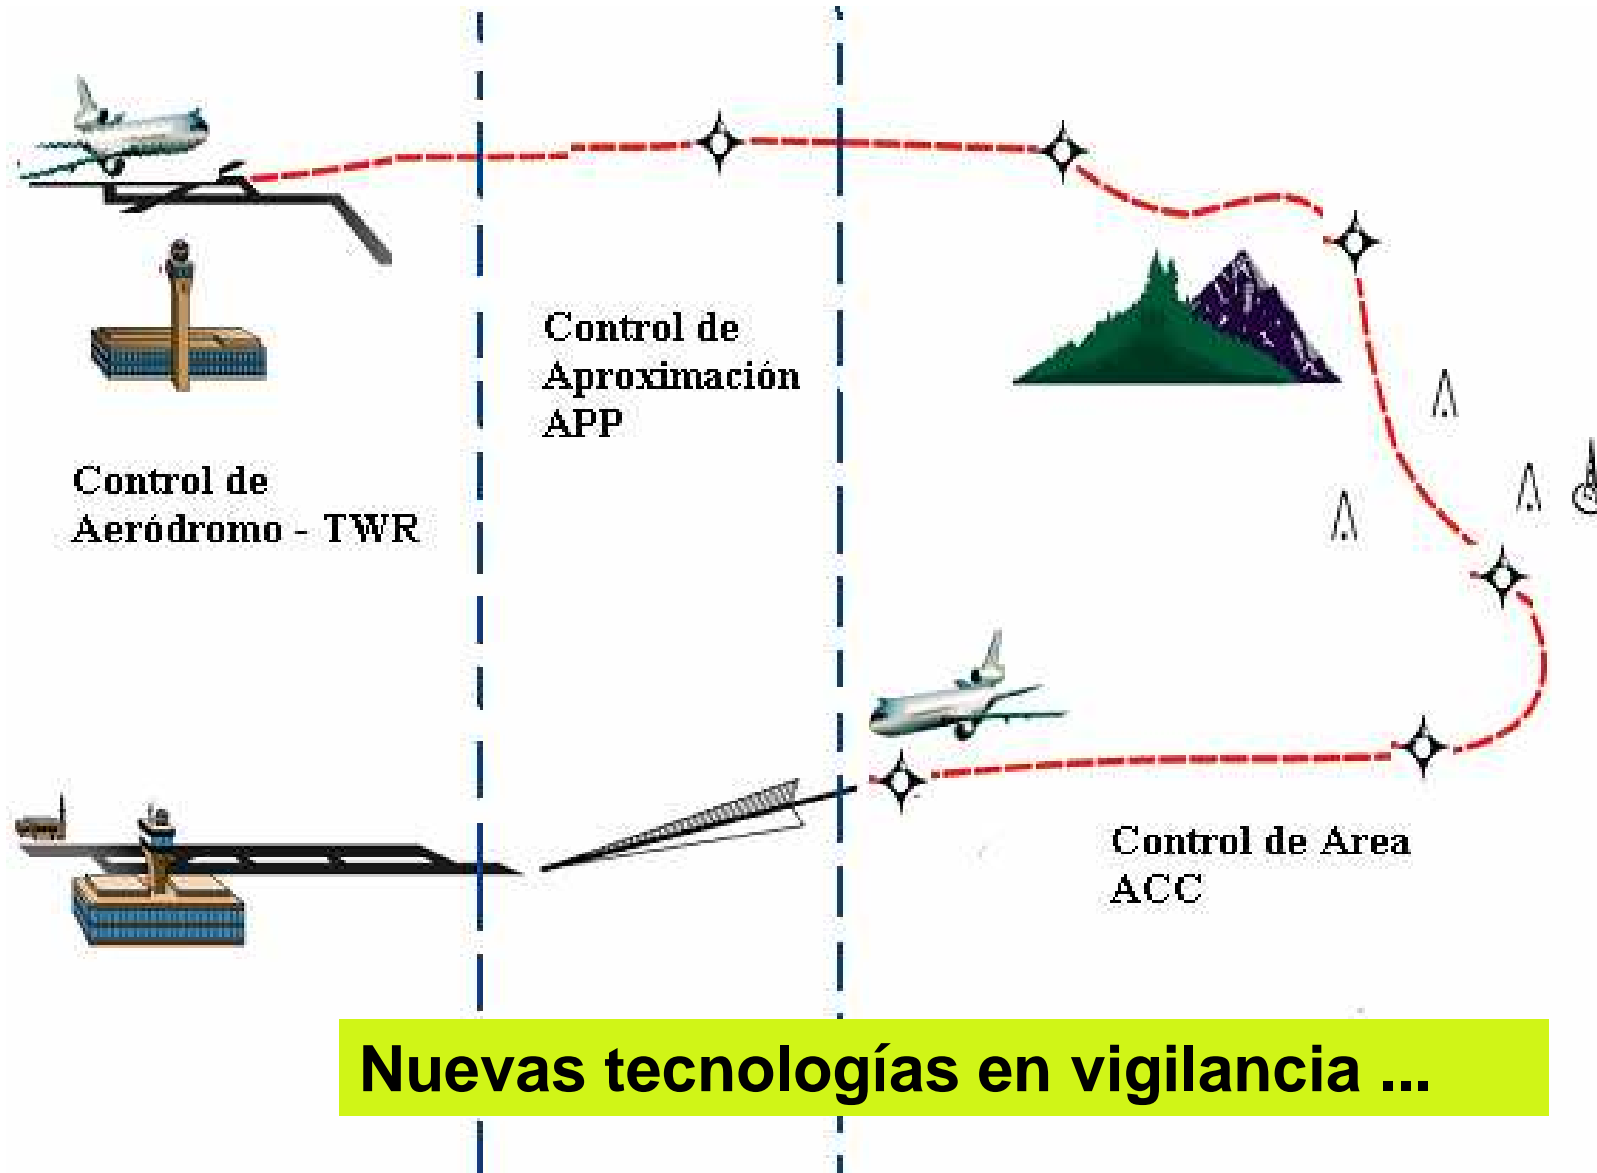 Control de
Aproximación
APP
Control de
Aeródromo - TWR
Control de Area
ACC
Nuevas tecnologías en vigilancia ...